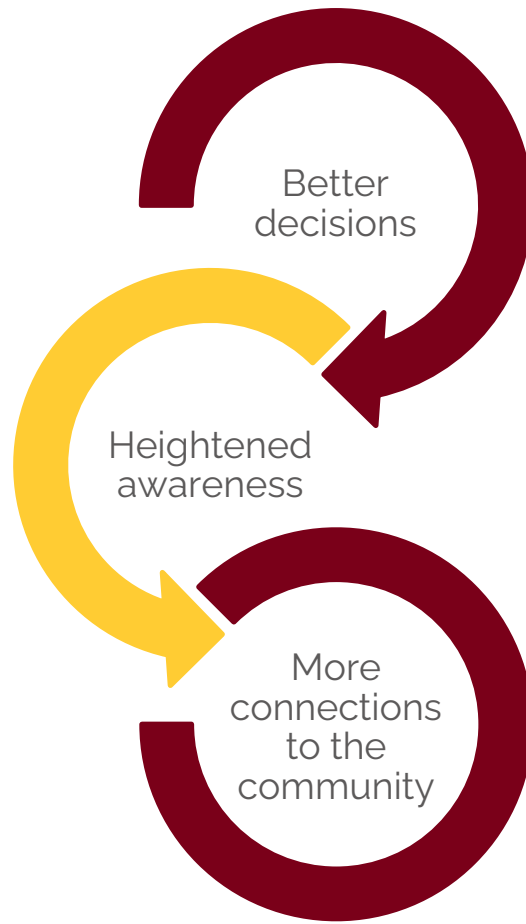 Better
decisions
Heightened
awareness
More
connections
to the
community